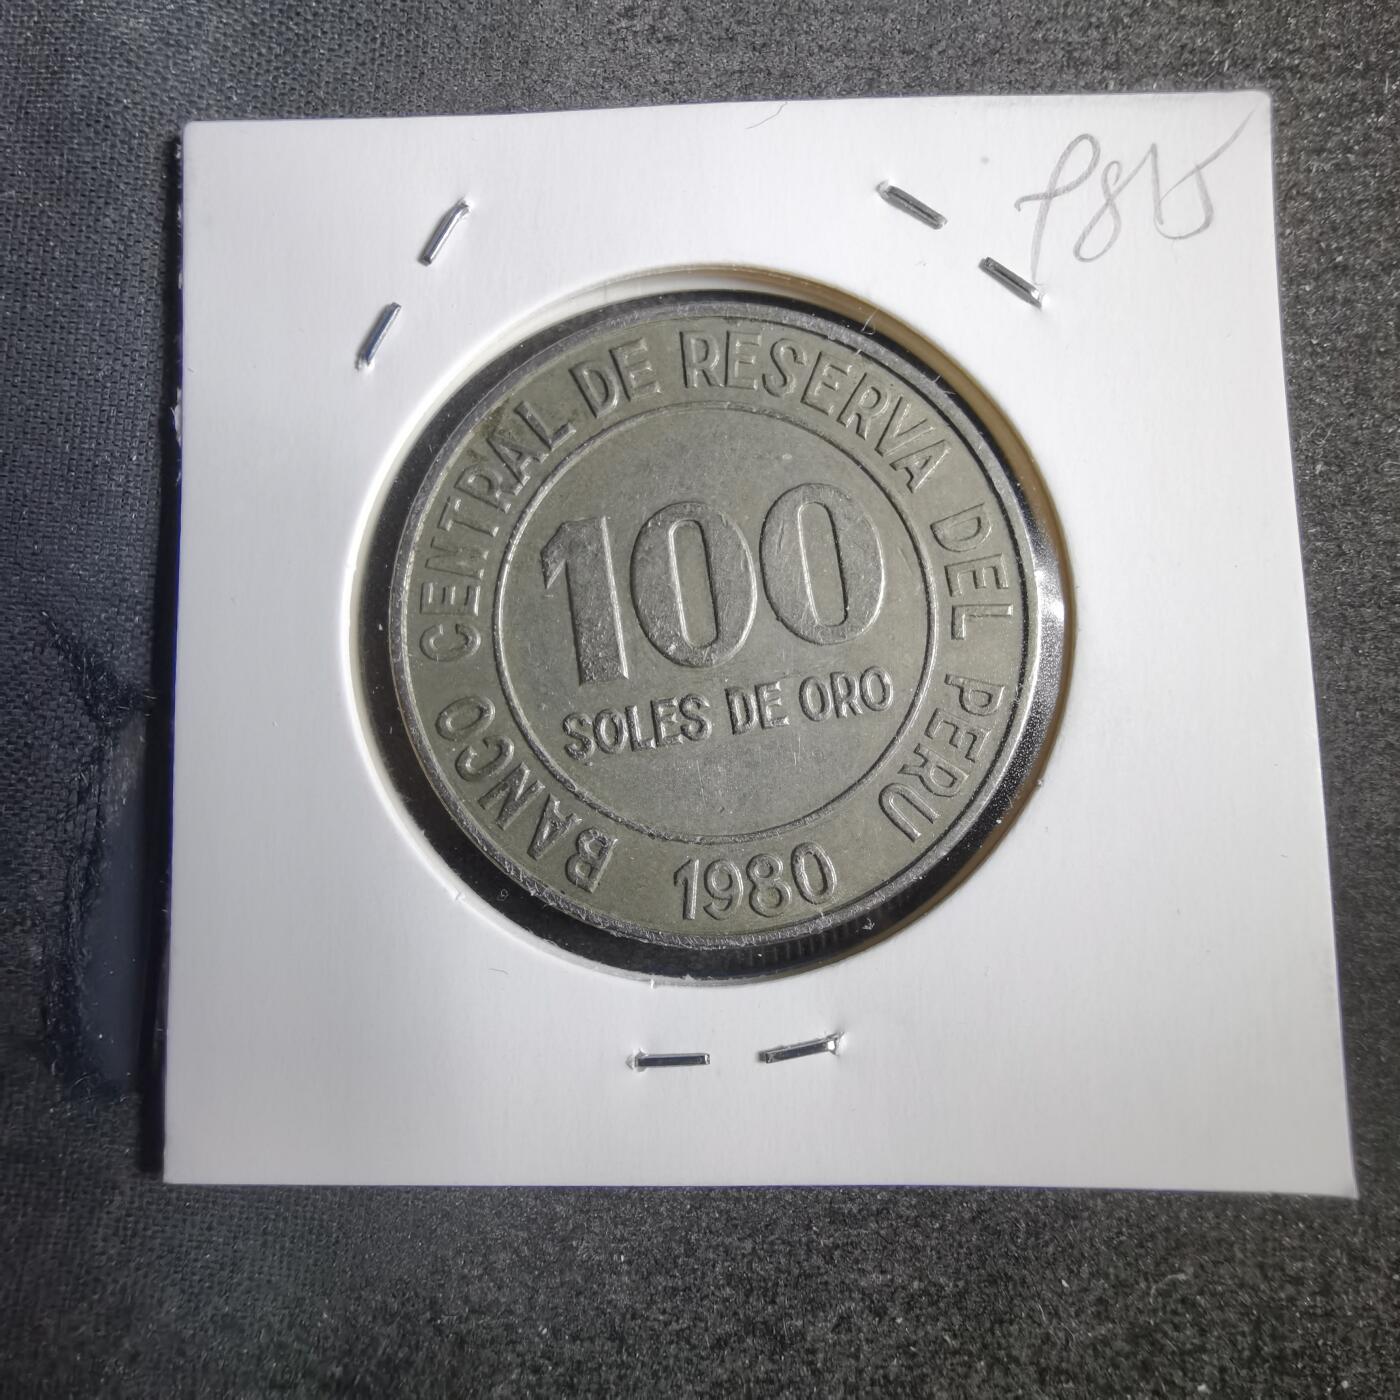 BANCO CENTRAL DE RESERVA DEL PERU
100
SOLES DE ORO
1980